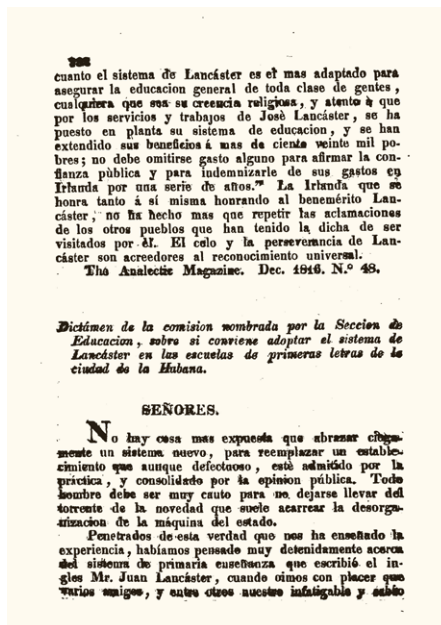 cuanto el sistema de Lancáster es el mas adaptado para
asegurar la educacion general de toda clase de gentes,
cualquiera que sea su creencia religiosa, y atento à que
por los servicios y trabajos de Josè Lancáster, se ha
puesto en planta su sistema de educacion, y se han
extendido sus beneficios á mas de ciento veinte mil po-
bres; no debe omitirse gasto alguno para afirmar la con-
fianza pùblica y para indemnizarle de sus gastos en
Irlanda por una serie de años." La Irlanda que se
honra tanto á sí misma honrando al benemérito Lan-
cáster, no ha hecho mas que repetir las aclamaciones
de los otros pueblos que han tenido la dicha de ser
visitados por él. El celo y la perseverancia de Lan-
cáster son acreedores al reconocimiento universal.
The Analectic Magazine. Dec. 1816. N.º 48.
Dictámen de la comision nombrada por la Seccion de
Educacion, sobre si conviene adoptar el sistema de
Lancáster en las escuelas de primeras letras de la
ciudad de la Habana.
SEÑORES.
No hay cosa mas expuesta que abrazar ciega-
mente un sistema nuevo, para reemplazar un estable-
cimiento que aunque defectuoso, esté admitido por la
práctica, y consolidado por la opinion pública. Todo
hombre debe ser muy cauto para no dejarse llevar del
torrente de la novedad que suele acarrear la desorga-
nizacion de la máquina del estado.
Penetrados de esta verdad que nos ha enseñado la
experiencia, habíamos pensado muy detenidamente acerca
del sistema de primaria enseñanza que escribió el in-
gles Mr. Juan Lancáster, cuando oimos con placer que
varios amigos, y entre otros nuestro infatigable y sabio